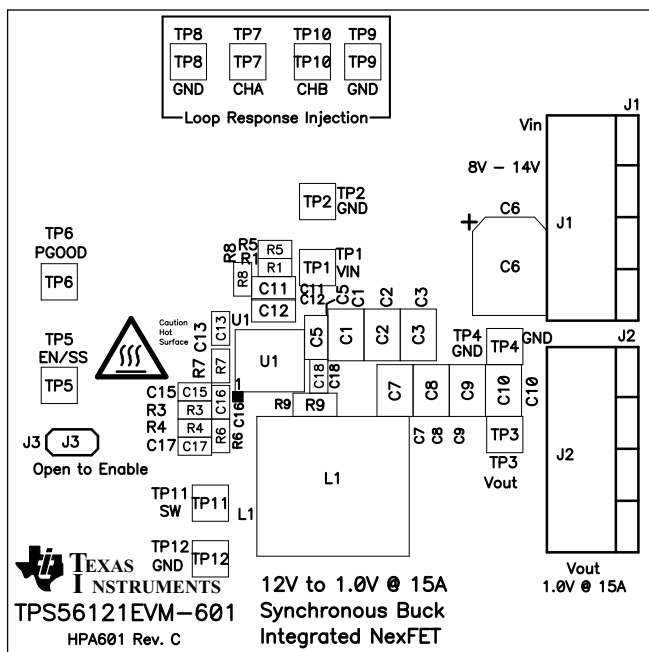 TP8 TP7 TP10 TP9
TP8 TP7 TP10 TP9
GND CHA CHB GND
Loop Response Injection
J1
Vin
8V - 14V
C6
+
C6
J1
TP2
TP2
GND
TP6
PGOOD
TP6
R8
R5
R1
R8
R5
R1
TP1
TP1
VIN
C11
C12
C11
C12
C5
C1
C2
C3
TP5
EN/SS
TP5
Caution
Hot
Surface
C13
U1
C13
R7
R7
U1
1
C5
C1
C2
C3
C18
C18
TP4
GND
TP4
GND
J2
C15
C15
R3
R3
R4
R4
C17
C17
C16
C16
R6
R6
R9
R9
C7
C8
C9
C10
C10
C7
C8
C9
TP3
TP3
Vout
J2
J3
J3
Open to Enable
L1
L1
TP11
SW
TP11
TP12
GND
TP12
TEXAS
INSTRUMENTS
TPS56121EVM-601
HPA601 Rev. C
12V to 1.0V @ 15A
Synchronous Buck
Integrated NexFET
Vout
1.0V @ 15A